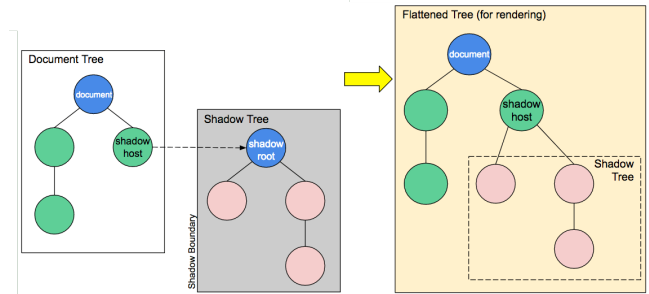 Document Tree
document
shadow
host
Shadow Tree
shadow
root
Shadow Boundary
Flattened Tree (for rendering)
document
shadow
host
Shadow
Tree